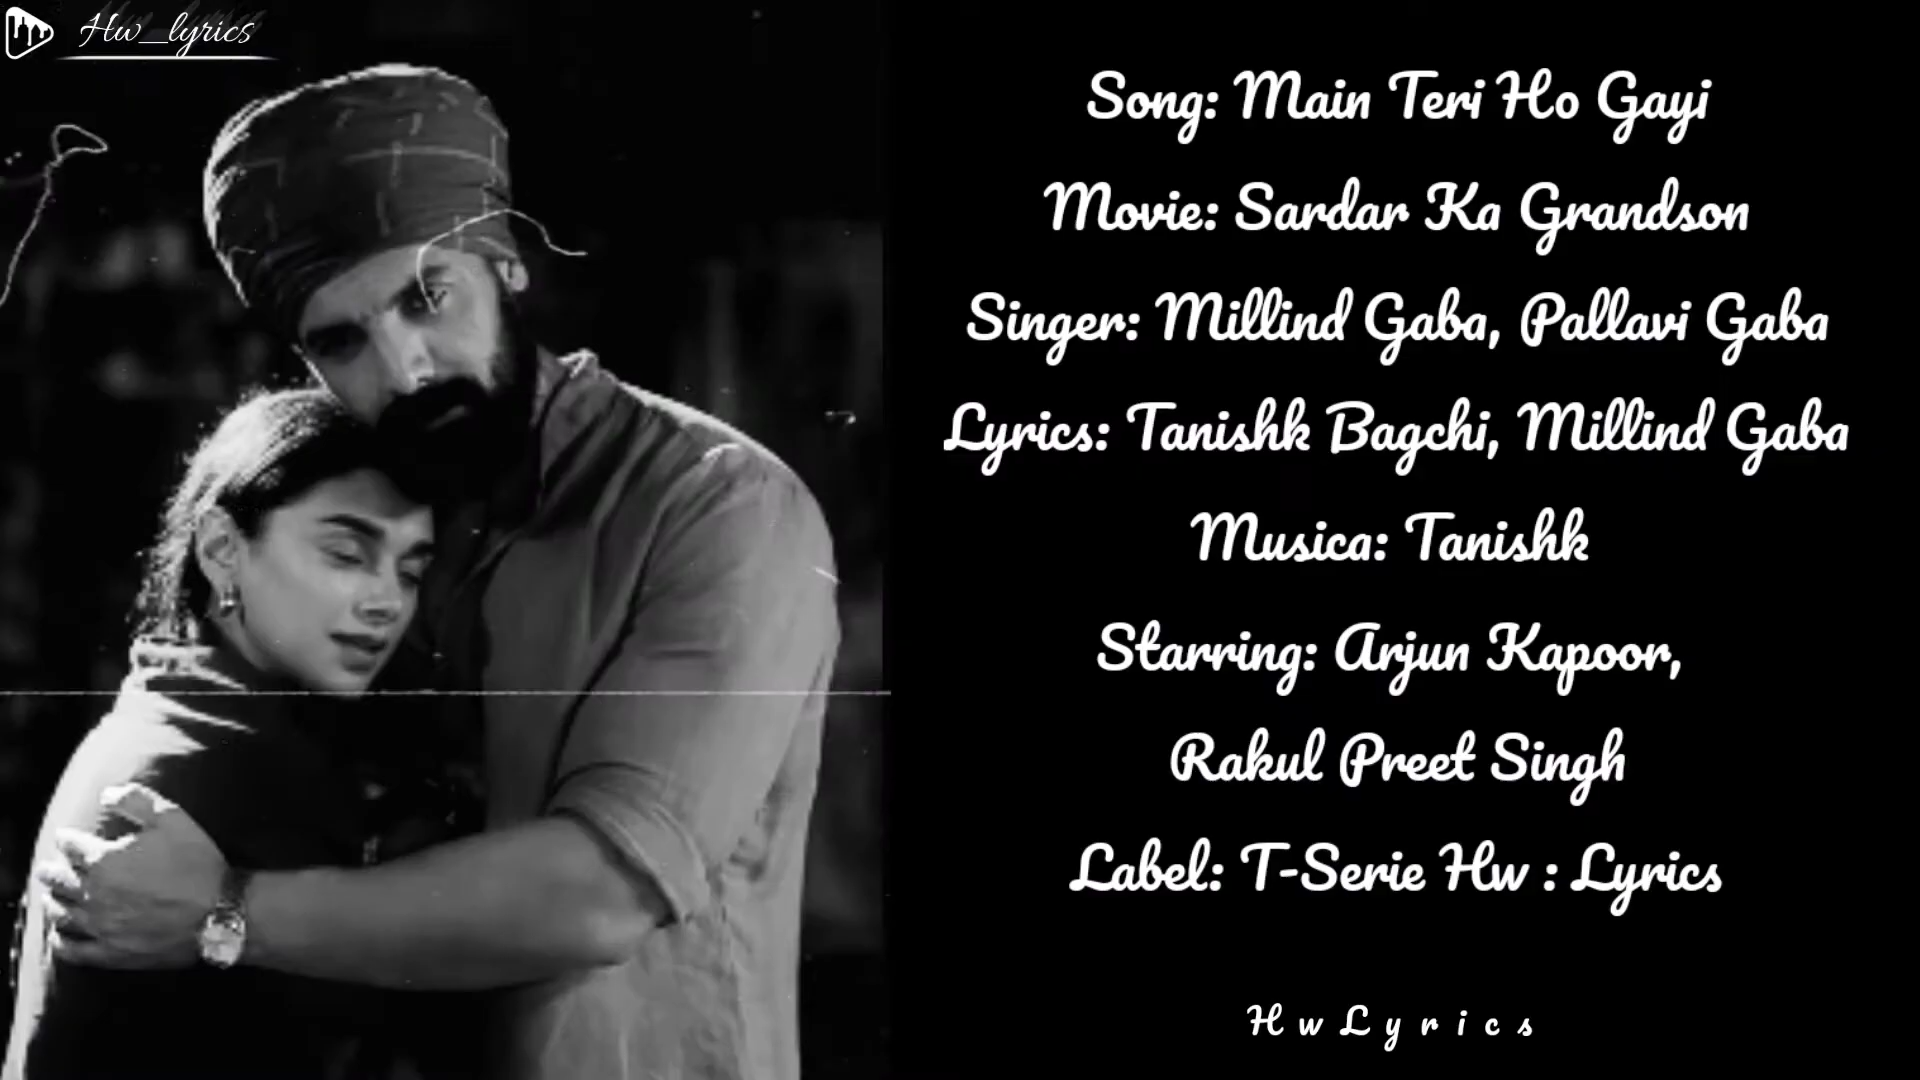 Hw_lyrics
Song: Main Teri Ho Gayi
Movie: Sardar Ka Grandson
Singer: Millind Gaba, Pallavi Gaba
Lyrics: Tanishk Bagchi, Millind Gaba
Musica: Tanishk
Starring: Arjun Kapoor,
Rakul Preet Singh
Label: T-Serie Hw : Lyrics
HwLyrics